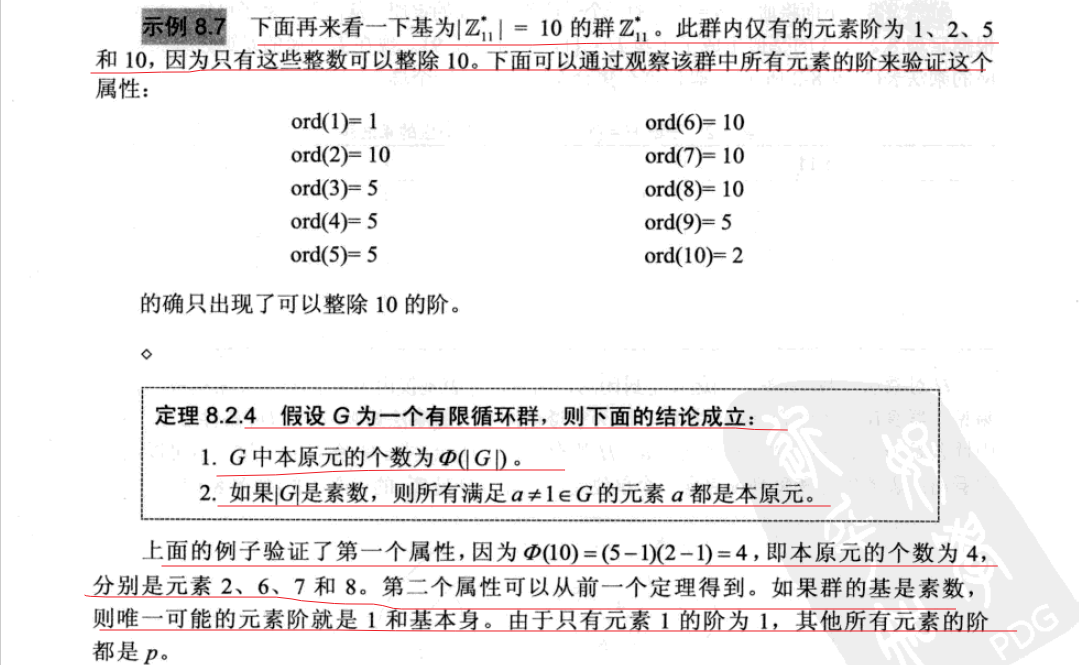 示例 8.7 下面再来看一下基为|ℤ*₁₁| = 10 的群 ℤ*₁₁。此群内仅有的元素阶为 1、2、5
和 10，因为只有这些整数可以整除 10。下面可以通过观察该群中所有元素的阶来验证这个
属性：
ord(1)= 1 ord(6)= 10
ord(2)= 10 ord(7)= 10
ord(3)= 5 ord(8)= 10
ord(4)= 5 ord(9)= 5
ord(5)= 5 ord(10)= 2
的确只出现了可以整除 10 的阶。
定理 8.2.4 假设 G 为一个有限循环群，则下面的结论成立：
1. G 中本原元的个数为 Φ(|G|)。
2. 如果|G|是素数，则所有满足 a≠1∈G 的元素 a 都是本原元。
上面的例子验证了第一个属性，因为 Φ(10)=(5−1)(2−1)=4，即本原元的个数为 4，
分别是元素 2、6、7 和 8。第二个属性可以从前一个定理得到。如果群的基是素数，
则唯一可能的元素阶就是 1 和基本身。由于只有元素 1 的阶为 1，其他所有元素的阶
都是 p。
PDG